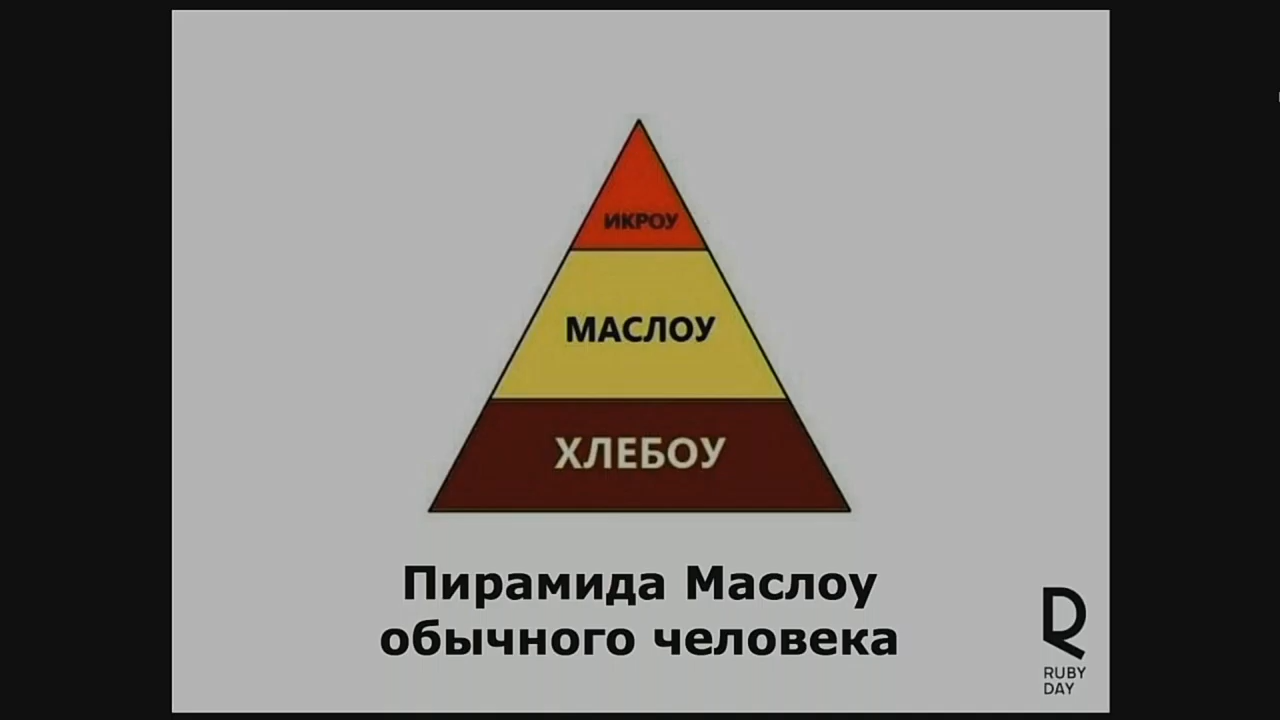 ИКРОУ
МАСЛОУ
ХЛЕБОУ
Пирамида Маслоу
обычного человека
RUBY
DAY